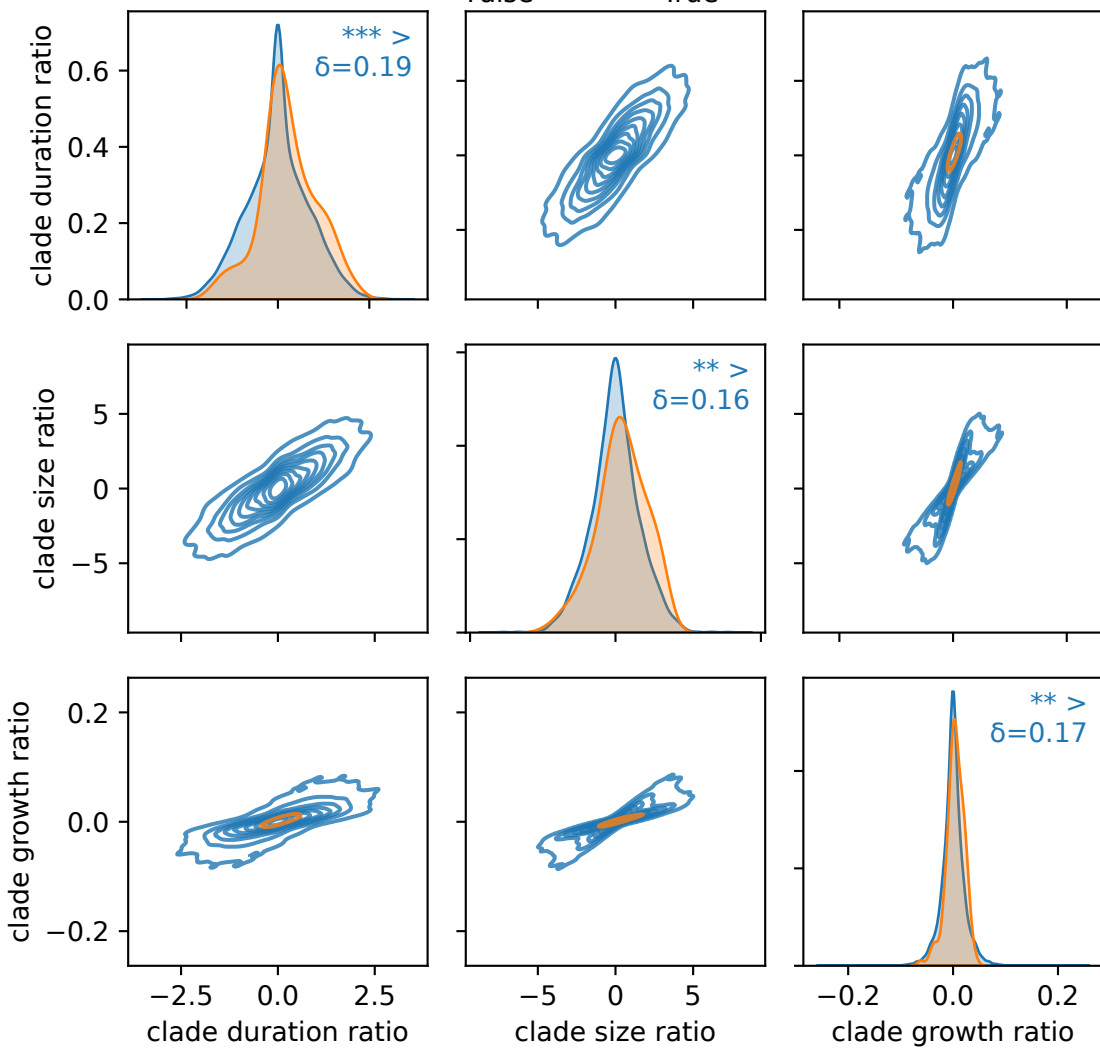 *** >
δ=0.19
clade duration ratio
0.6
0.4
0.2
0.0
** >
δ=0.16
clade size ratio
5
0
−5
** >
δ=0.17
clade growth ratio
0.2
0.0
−0.2
−2.5 0.0 2.5
−5 0 5
−0.2 0.0 0.2
clade duration ratio
clade size ratio
clade growth ratio